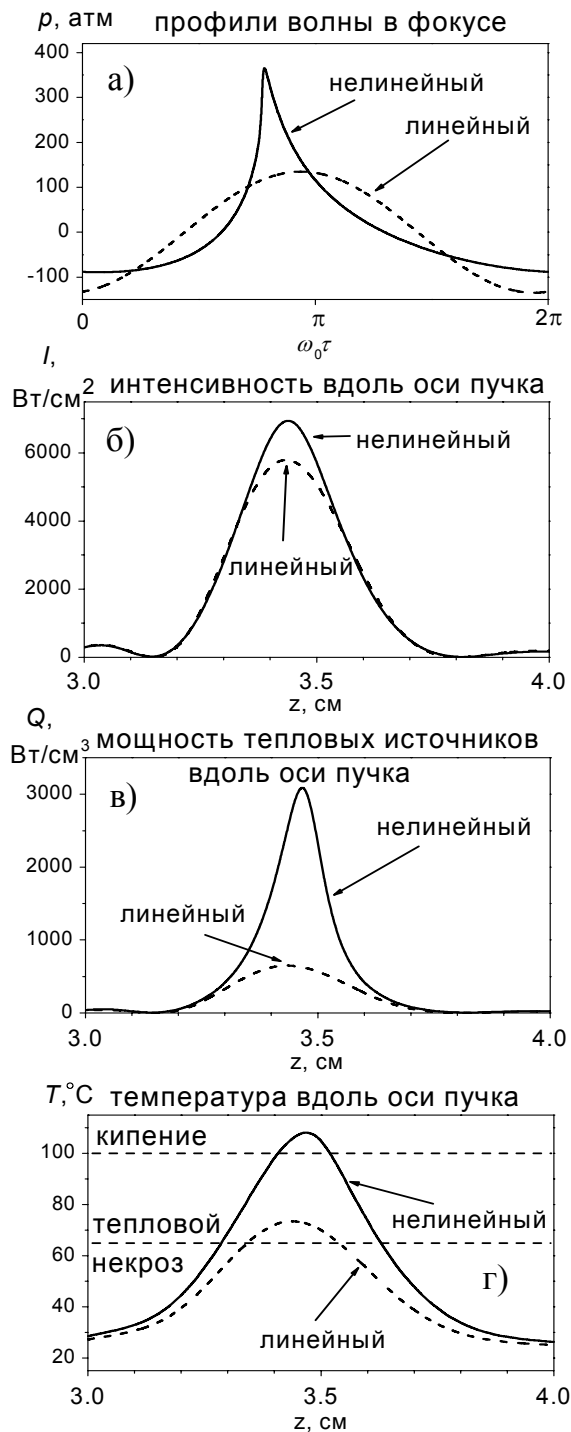 p, атм профили волны в фокусе
а)
400
300
200
100
0
-100
нелинейный
линейный
0 π 2π
ω₀τ
I,
Вт/см² интенсивность вдоль оси пучка
б)
6000
4000
2000
0
нелинейный
линейный
3.0 3.5 4.0
z, см
Q,
Вт/см³ мощность тепловых источников
вдоль оси пучка
в)
3000
2000
1000
0
нелинейный
линейный
3.0 3.5 4.0
z, см
T,°C температура вдоль оси пучка
кипение
100
80
60
40
20
тепловой
некроз
нелинейный
г)
линейный
3.0 3.5 4.0
z, см